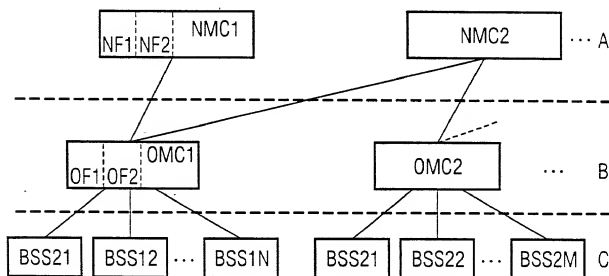 NF1 NF2 NMC1 NMC2 ... A
OF1 OF2 OMC1 OMC2 ... B
BSS21 BSS12 ... BSS1N BSS21 BSS22 ... BSS2M C